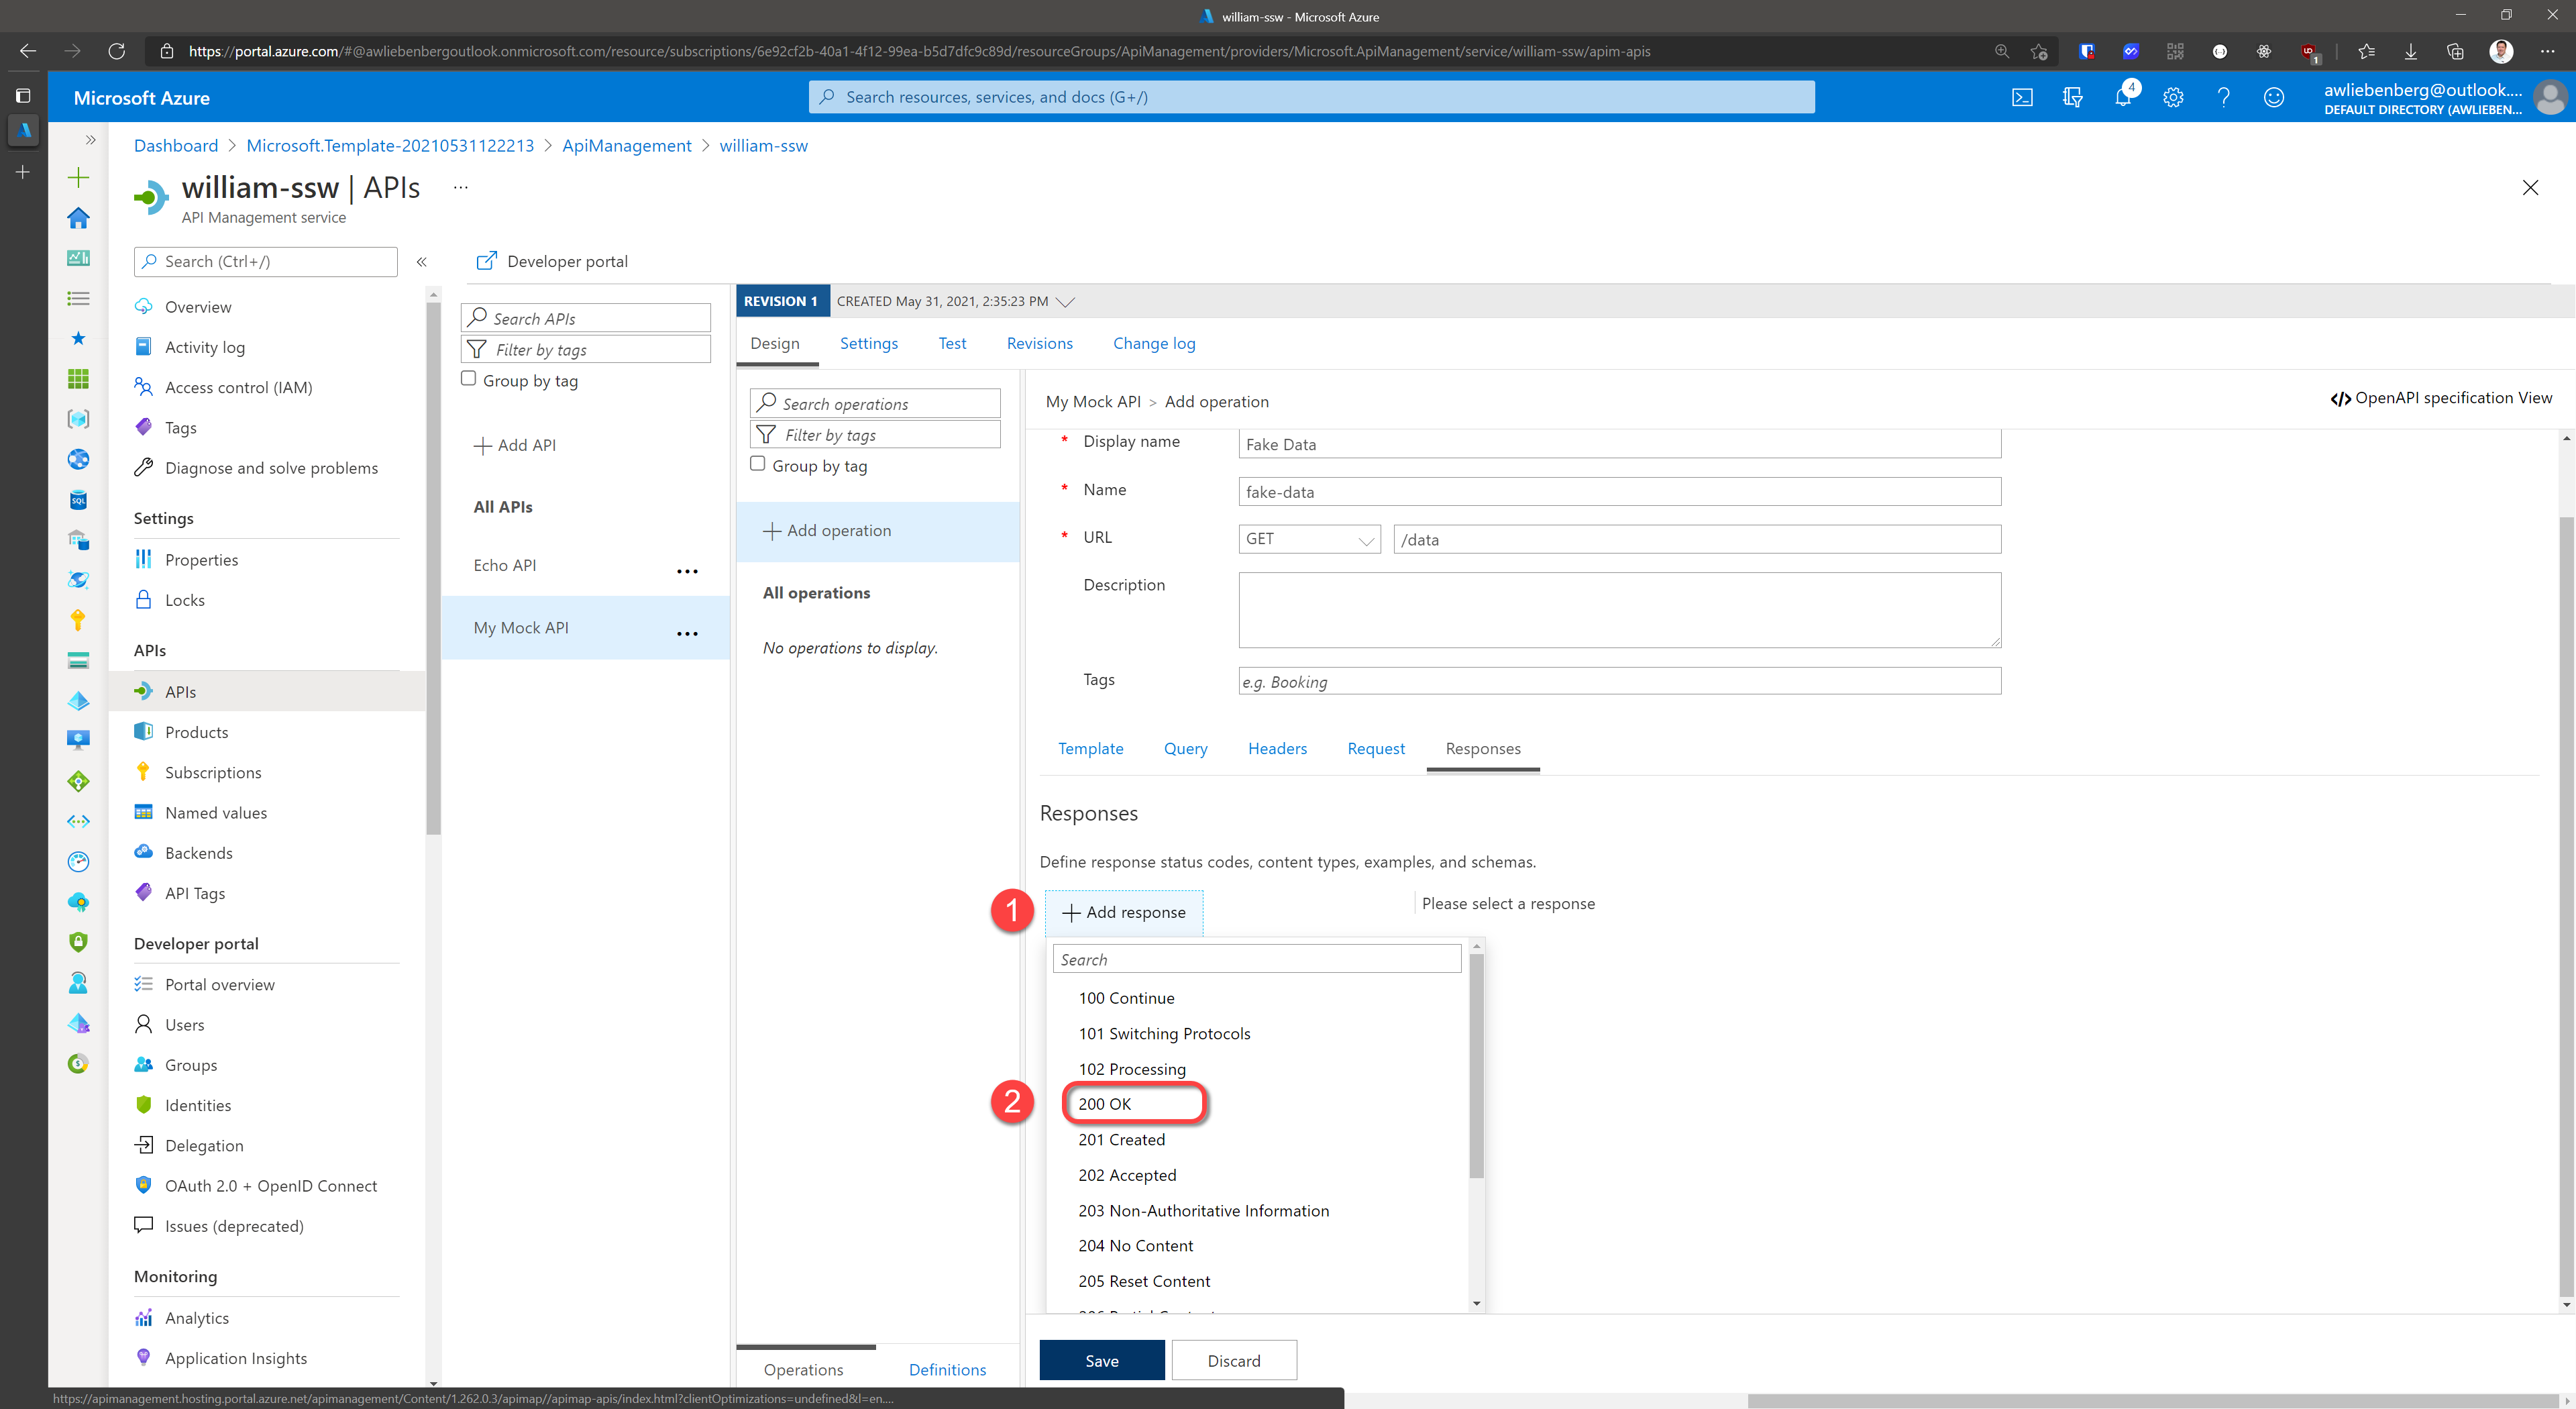 william-ssw - Microsoft Azure
https://portal.azure.com/#@awliebenbergoutlook.onmicrosoft.com/resource/subscriptions/6e92cf2b-40a1-4f12-99ea-b5d7dfc9c89d/resourceGroups/ApiManagement/providers/Microsoft.ApiManagement/service/william-ssw/apim-apis
1
Microsoft Azure
Search resources, services, and docs (G+/)
4
awliebenberg@outlook....
DEFAULT DIRECTORY (AWLIEBEN...
Dashboard > Microsoft.Template-20210531122213 > ApiManagement > william-ssw
william-ssw | APIs ...
API Management service
Search (Ctrl+/)
«
Overview
Activity log
Access control (IAM)
Tags
Diagnose and solve problems
Settings
Properties
Locks
APIs
APIs
Products
Subscriptions
Named values
Backends
API Tags
Developer portal
Portal overview
Users
Groups
Identities
Delegation
OAuth 2.0 + OpenID Connect
Issues (deprecated)
Monitoring
Analytics
Application Insights
SQL
Developer portal
Search APIs
Filter by tags
Group by tag
+ Add API
All APIs
Echo API ...
My Mock API ...
REVISION 1 CREATED May 31, 2021, 2:35:23 PM
Design Settings Test Revisions Change log
Search operations
Filter by tags
Group by tag
+ Add operation
All operations
No operations to display.
Operations Definitions
My Mock API > Add operation
</> OpenAPI specification View
* Display name Fake Data
* Name fake-data
* URL GET /data
Description
Tags e.g. Booking
Template Query Headers Request Responses
Responses
Define response status codes, content types, examples, and schemas.
1 + Add response
Please select a response
Search
100 Continue
101 Switching Protocols
102 Processing
2 200 OK
201 Created
202 Accepted
203 Non-Authoritative Information
204 No Content
205 Reset Content
Save Discard
https://apimanagement.hosting.portal.azure.net/apimanagement/Content/1.262.0.3/apimap//apimap-apis/index.html?clientOptimizations=undefined&l=en....